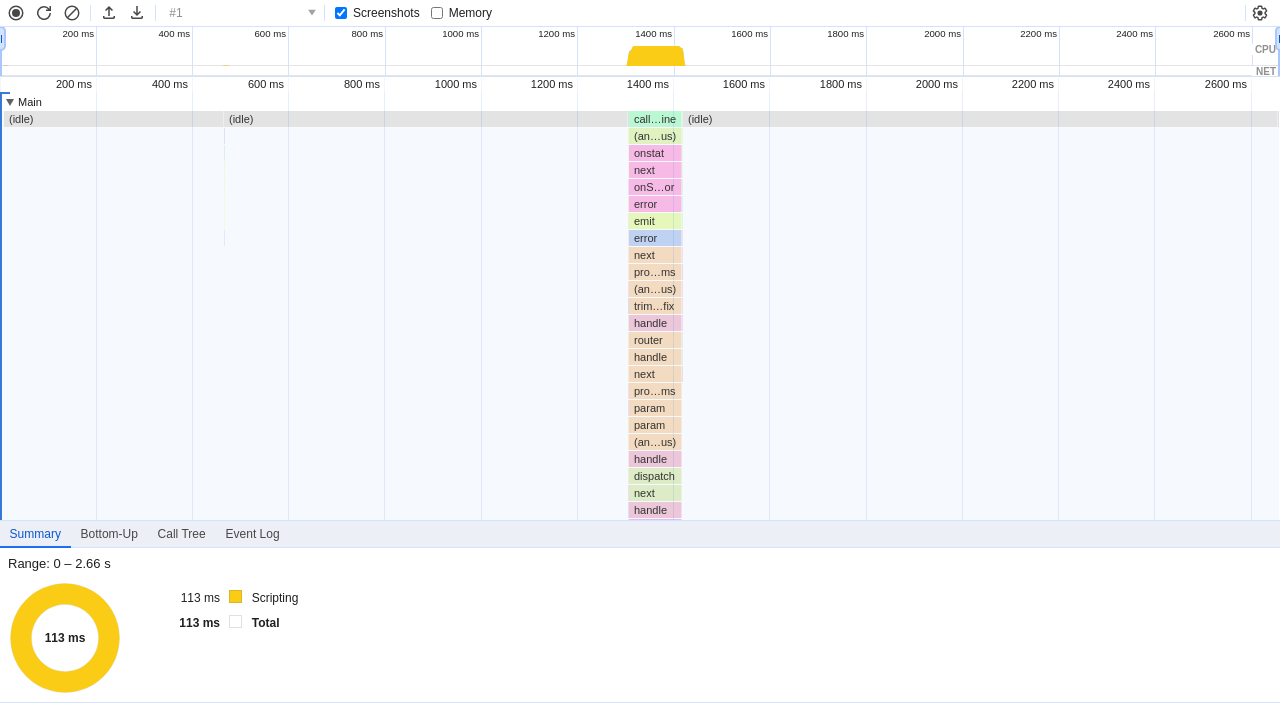 #1 Screenshots Memory
200 ms 400 ms 600 ms 800 ms 1000 ms 1200 ms 1400 ms 1600 ms 1800 ms 2000 ms 2200 ms 2400 ms 2600 ms
CPU
NET
200 ms 400 ms 600 ms 800 ms 1000 ms 1200 ms 1400 ms 1600 ms 1800 ms 2000 ms 2200 ms 2400 ms 2600 ms
Main
(idle) (idle) call…ine (idle)
(an…us)
onstat
next
onS…or
error
emit
error
next
pro…ms
(an…us)
trim…fix
handle
router
handle
next
pro…ms
param
param
(an…us)
handle
dispatch
next
handle
Summary Bottom-Up Call Tree Event Log
Range: 0 – 2.66 s
113 ms Scripting
113 ms 113 ms Total